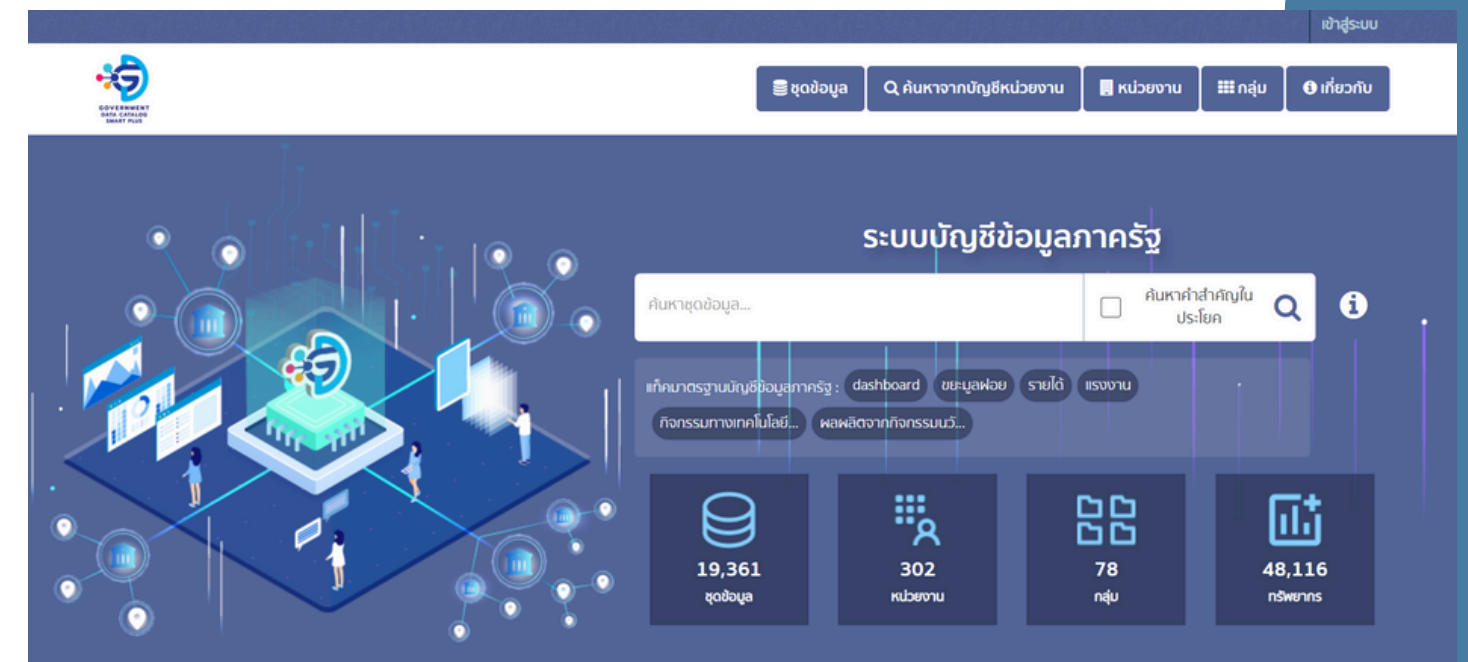 เข้าสู่ระบบ
GOVERNMENT
DATA CATALOG
SMART PLUS
ชุดข้อมูล ค้นหาจากบัญชีหน่วยงาน หน่วยงาน กลุ่ม เกี่ยวกับ
ระบบบัญชีข้อมูลภาครัฐ
ค้นหาชุดข้อมูล...
ค้นหาคำสำคัญใน
ประโยค
แท็คมาตรฐานบัญชีข้อมูลภาครัฐ : dashboard ขยะมูลฝอย รายได้ แรงงาน
กิจกรรมทางเทคโนโลยี... ผลผลิตจากกิจกรรมนวั...
19,361 302 78 48,116
ชุดข้อมูล หน่วยงาน กลุ่ม ทรัพยากร